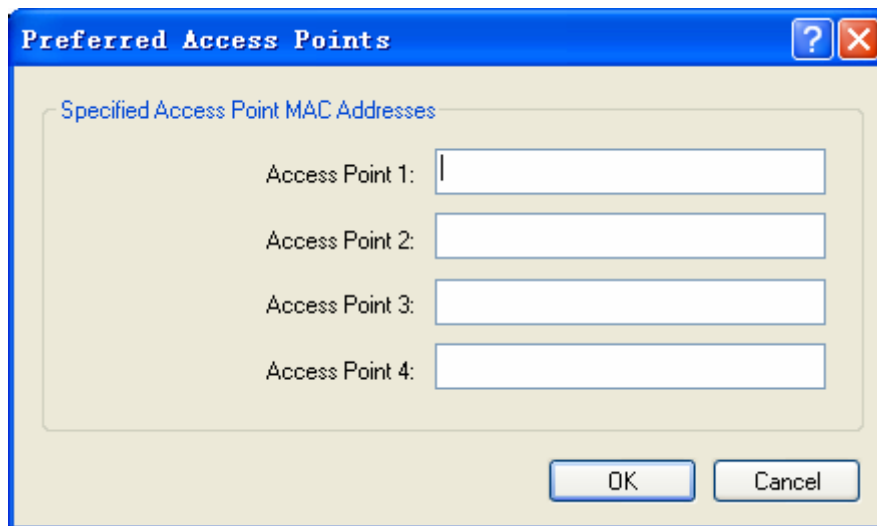 Preferred Access Points
Specified Access Point MAC Addresses
Access Point 1:
Access Point 2:
Access Point 3:
Access Point 4:
OK Cancel